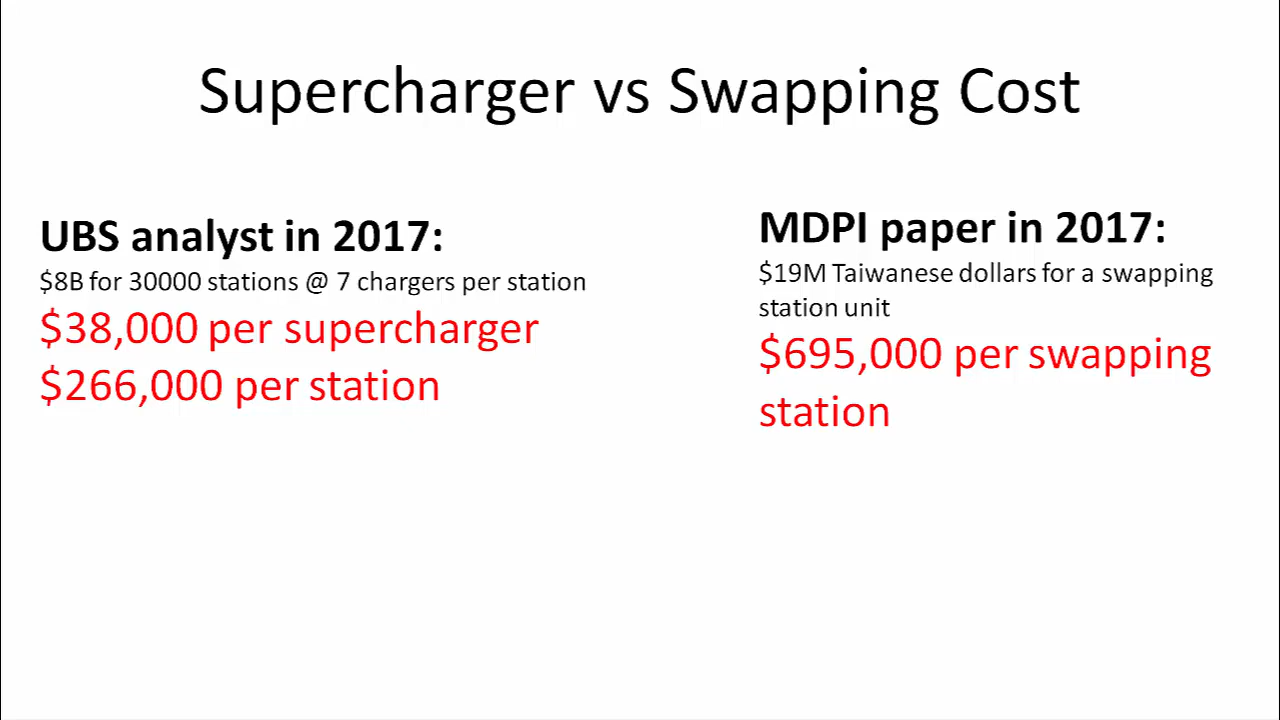 Supercharger vs Swapping Cost
UBS analyst in 2017:
$8B for 30000 stations @ 7 chargers per station
$38,000 per supercharger
$266,000 per station
MDPI paper in 2017:
$19M Taiwanese dollars for a swapping
station unit
$695,000 per swapping
station